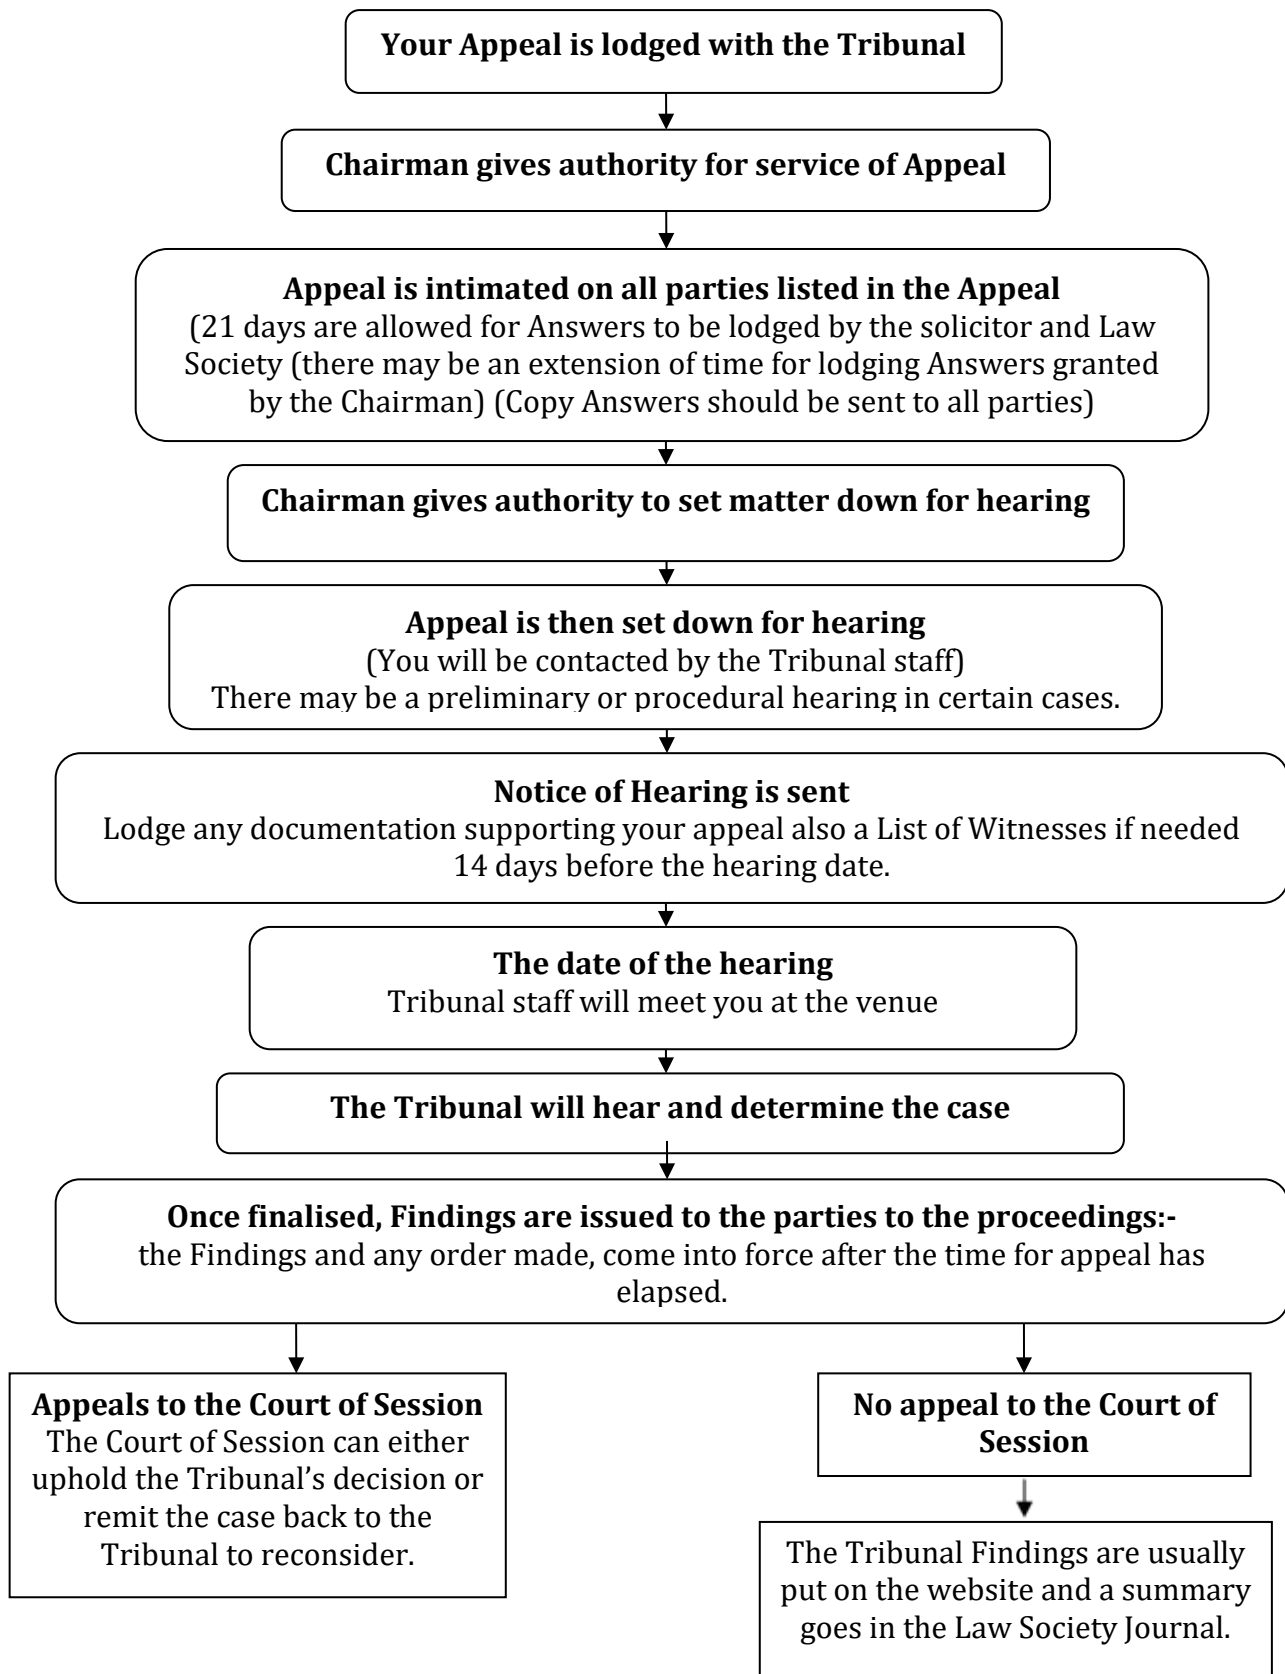 Your Appeal is lodged with the Tribunal
Chairman gives authority for service of Appeal
Appeal is intimated on all parties listed in the Appeal
(21 days are allowed for Answers to be lodged by the solicitor and Law
Society (there may be an extension of time for lodging Answers granted
by the Chairman) (Copy Answers should be sent to all parties)
Chairman gives authority to set matter down for hearing
Appeal is then set down for hearing
(You will be contacted by the Tribunal staff)
There may be a preliminary or procedural hearing in certain cases.
Notice of Hearing is sent
Lodge any documentation supporting your appeal also a List of Witnesses if needed
14 days before the hearing date.
The date of the hearing
Tribunal staff will meet you at the venue
The Tribunal will hear and determine the case
Once finalised, Findings are issued to the parties to the proceedings:-
the Findings and any order made, come into force after the time for appeal has
elapsed.
Appeals to the Court of Session
The Court of Session can either
uphold the Tribunal’s decision or
remit the case back to the
Tribunal to reconsider.
No appeal to the Court of
Session
The Tribunal Findings are usually
put on the website and a summary
goes in the Law Society Journal.